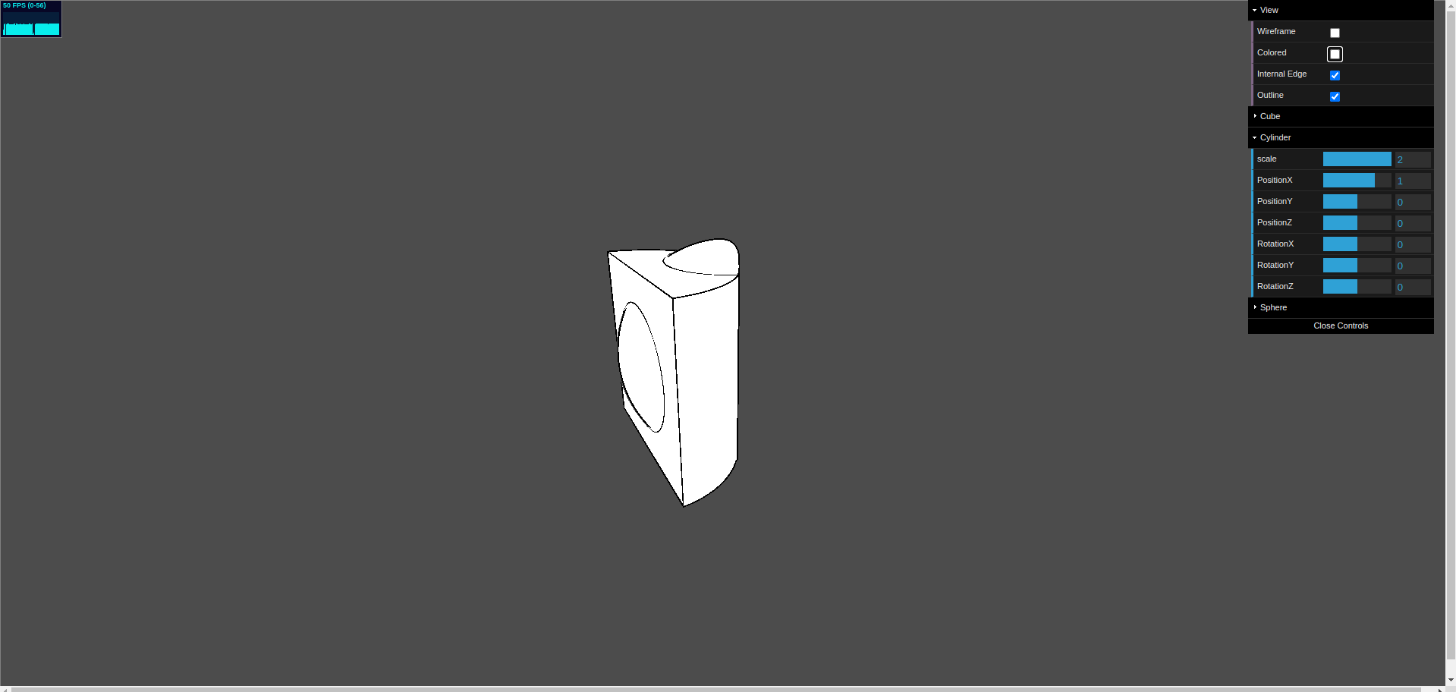 50 FPS (0-56)
View
Wireframe
Colored
Internal Edge
Outline
Cube
Cylinder
scale 2
PositionX 1
PositionY 0
PositionZ 0
RotationX 0
RotationY 0
RotationZ 0
Sphere
Close Controls